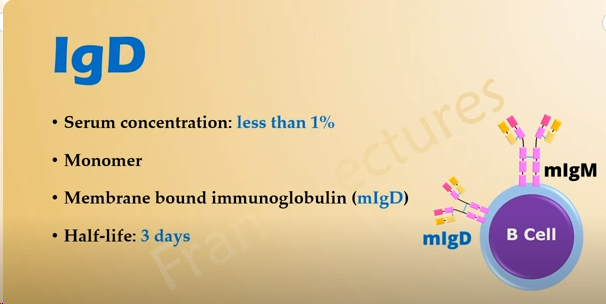 IgD
• Serum concentration: less than 1%
• Monomer
• Membrane bound immunoglobulin (mIgD)
• Half-life: 3 days
mIgM
mIgD
B Cell